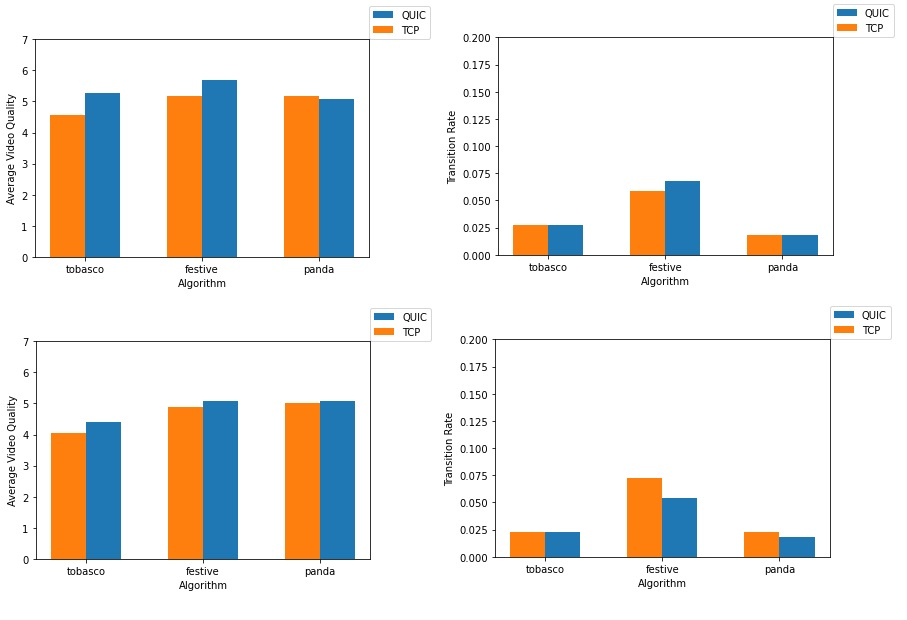 QUIC
TCP
7
6
5
4
3
2
1
0
Average Video Quality
tobasco festive panda
Algorithm
QUIC
TCP
0.200
0.175
0.150
0.125
0.100
0.075
0.050
0.025
0.000
Transition Rate
tobasco festive panda
Algorithm
QUIC
TCP
7
6
5
4
3
2
1
0
Average Video Quality
tobasco festive panda
Algorithm
QUIC
TCP
0.200
0.175
0.150
0.125
0.100
0.075
0.050
0.025
0.000
Transition Rate
tobasco festive panda
Algorithm